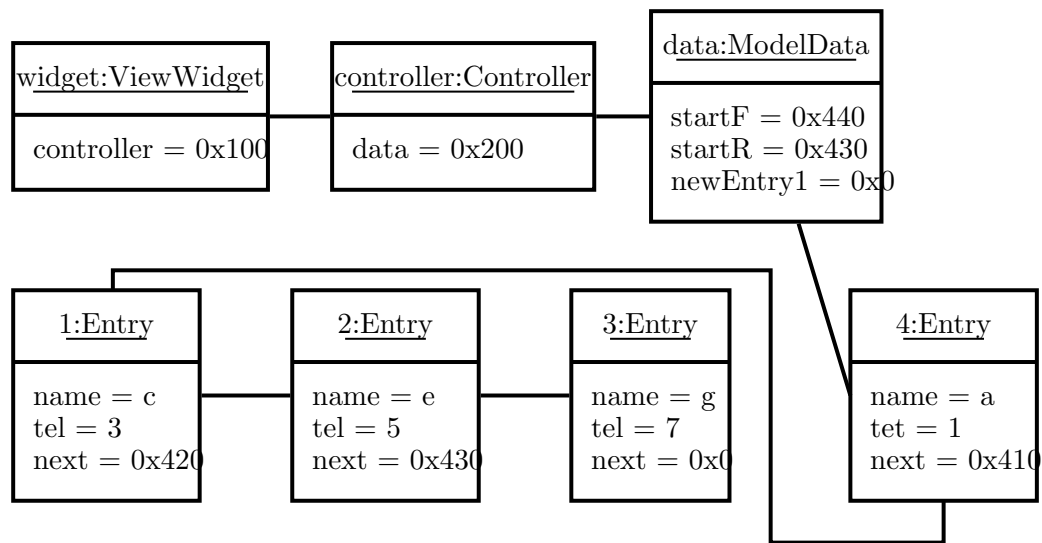 widget:ViewWidget
controller = 0x100
controller:Controller
data = 0x200
data:ModelData
startF = 0x440
startR = 0x430
newEntry1 = 0x0
1:Entry
name = c
tel = 3
next = 0x420
2:Entry
name = e
tel = 5
next = 0x430
3:Entry
name = g
tel = 7
next = 0x0
4:Entry
name = a
tet = 1
next = 0x410